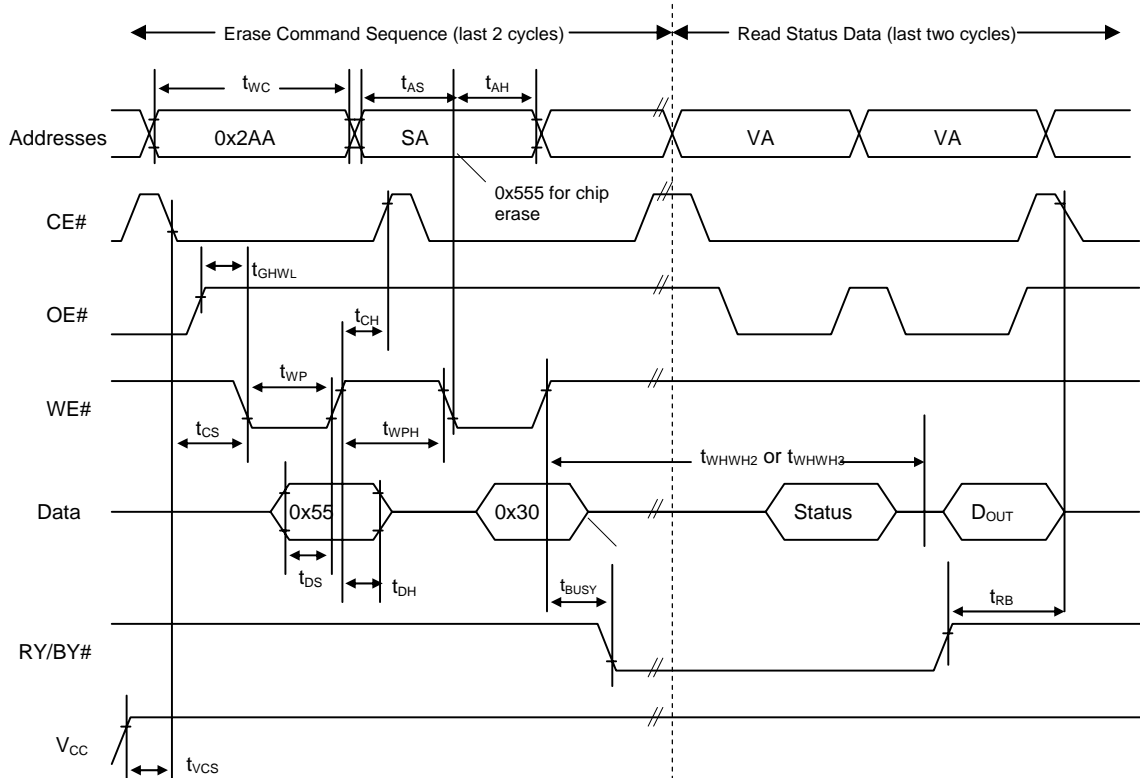 Erase Command Sequence (last 2 cycles)
Read Status Data (last two cycles)
tWC
tAS
tAH
Addresses
0x2AA
SA
VA
VA
0x555 for chip
erase
CE#
tGHWL
OE#
tCH
tWP
WE#
tCS
tWPH
tWHWH2 or tWHWH3
Data
0x55
0x30
Status
DOUT
tDS
tDH
tBUSY
tRB
RY/BY#
VCC
tVCS